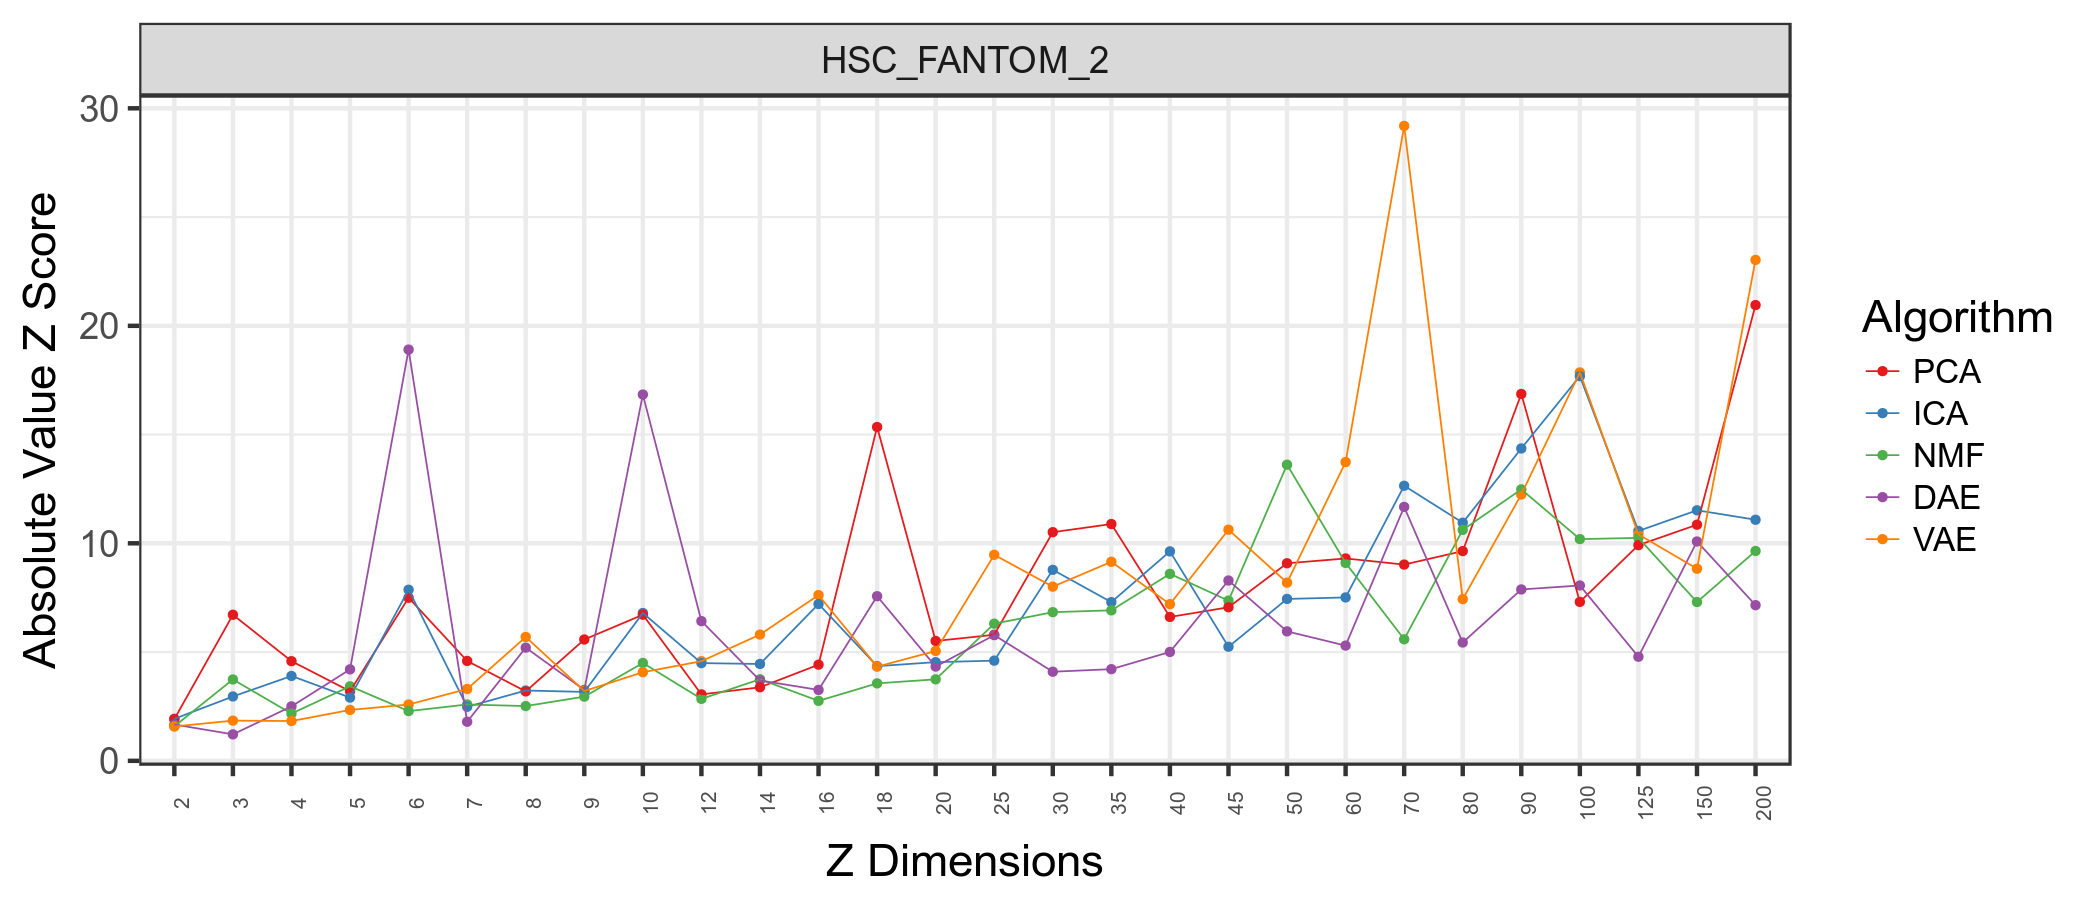 HSC_FANTOM_2
Absolute Value Z Score
30
20
10
0
2 3 4 5 6 7 8 9 10 12 14 16 18 20 25 30 35 40 45 50 60 70 80 90 100 125 150 200
Z Dimensions
Algorithm
PCA
ICA
NMF
DAE
VAE